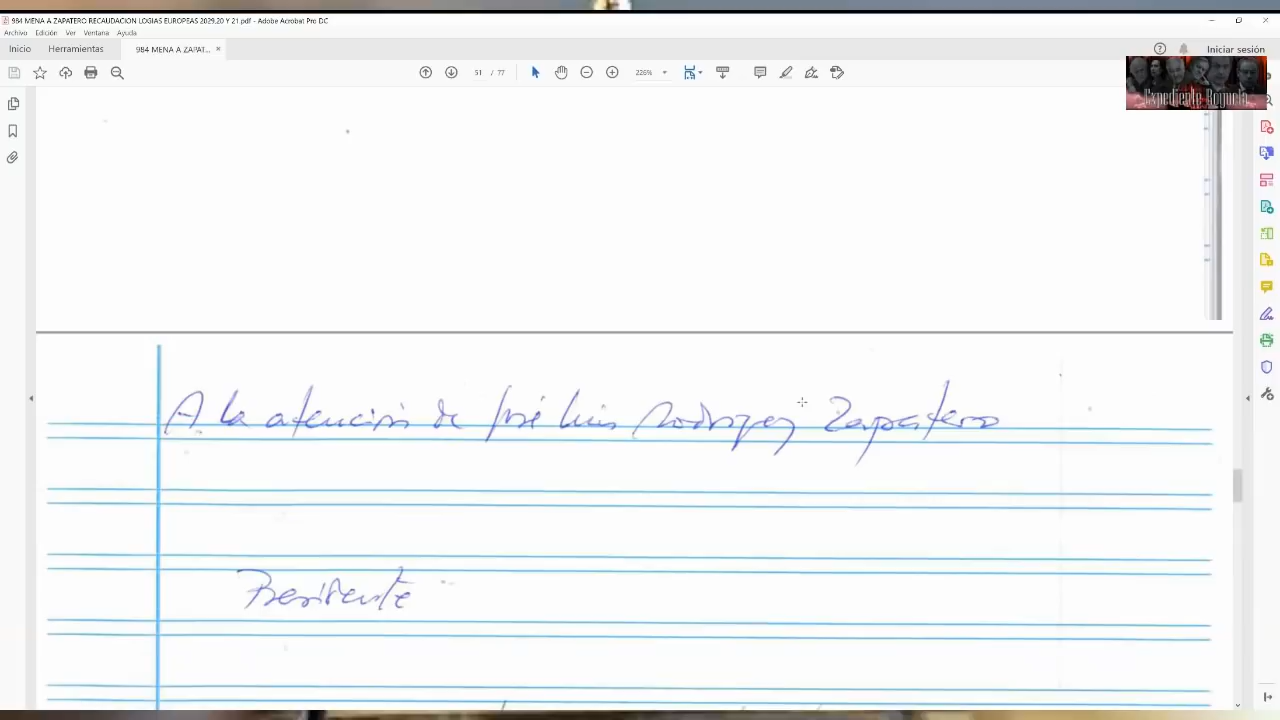 984 MENA A ZAPATERO RECAUDACION LOGIAS EUROPEAS 2029.20 Y 21.pdf - Adobe Acrobat Pro DC
Archivo Edición Ver Ventana Ayuda
Inicio Herramientas 984 MENA A ZAPAT... × Iniciar sesión
51 / 77 226%
Expediente Royuela
A la atención de José Luis Rodriguez Zapatero
Presidente